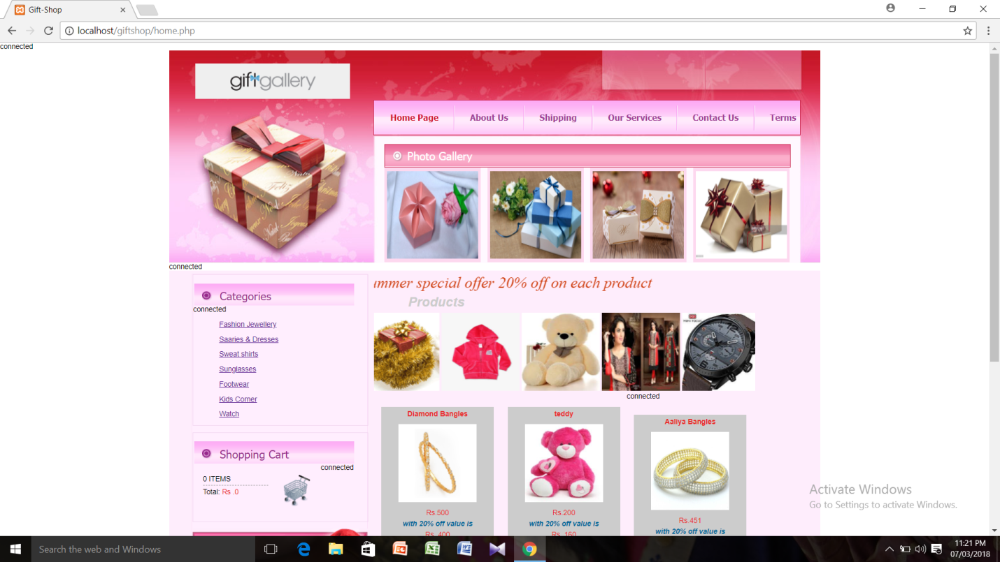 Gift-Shop
localhost/giftshop/home.php
connected
giftgallery
Home Page About Us Shipping Our Services Contact Us Terms
Photo Gallery
connected
ummer special offer 20% off on each product
Categories
Products
connected
Fashion Jewellery
Saaries & Dresses
Sweat shirts
Sunglasses
Footwear
Kids Corner
Watch
connected
Diamond Bangles
teddy
Aaliya Bangles
Shopping Cart
connected
0 ITEMS
Total: Rs .0
Rs.500
with 20% off value is
Rs. 400
Rs.200
with 20% off value is
Rs. 160
Rs.451
with 20% off value is
Activate Windows
Go to Settings to activate Windows.
Search the web and Windows
11:21 PM
07/03/2018